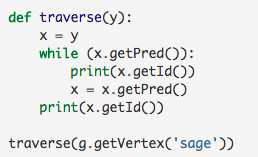 def traverse(y):
    x = y
    while (x.getPred()):
        print(x.getId())
        x = x.getPred()
    print(x.getId())

traverse(g.getVertex('sage'))